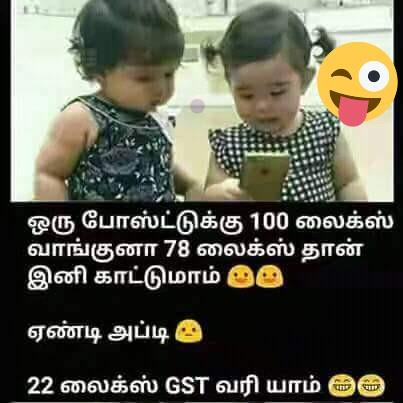 ஒரு போஸ்ட்டுக்கு 100 லைக்ஸ்
வாங்குனா 78 லைக்ஸ் தான்
இனி காட்டுமாம் 😷😷
ஏண்டி அப்டி 😷
22 லைக்ஸ் GST வரி யாம் 😁😁